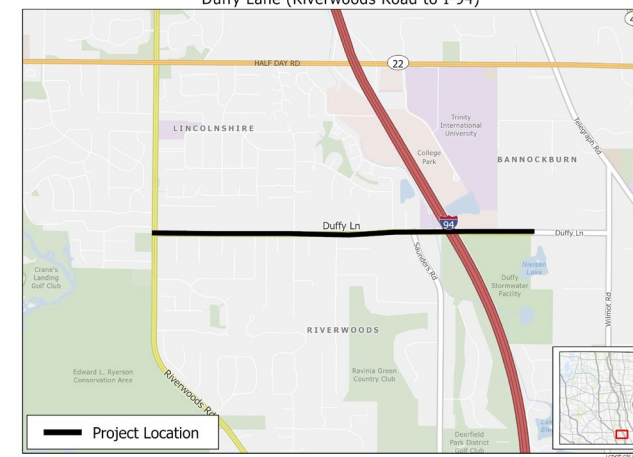 Duffy Lane (Riverwoods Road to I-94)
HALF DAY RD
22
LINCOLNSHIRE
Trinity
International
University
College
Park
Telegraph Rd
BANNOCKBURN
94
Duffy Ln
Duffy Ln
Saunders Rd
Crane's
Landing
Golf Club
Nielsen
Lake
Duffy
Stormwater
Facility
Wilmot Rd
RIVERWOODS
Edward L. Ryerson
Conservation Area
Riverwoods Rd
Ravinia Green
Country Club
Deerfield
Park District
Golf Club
Project Location